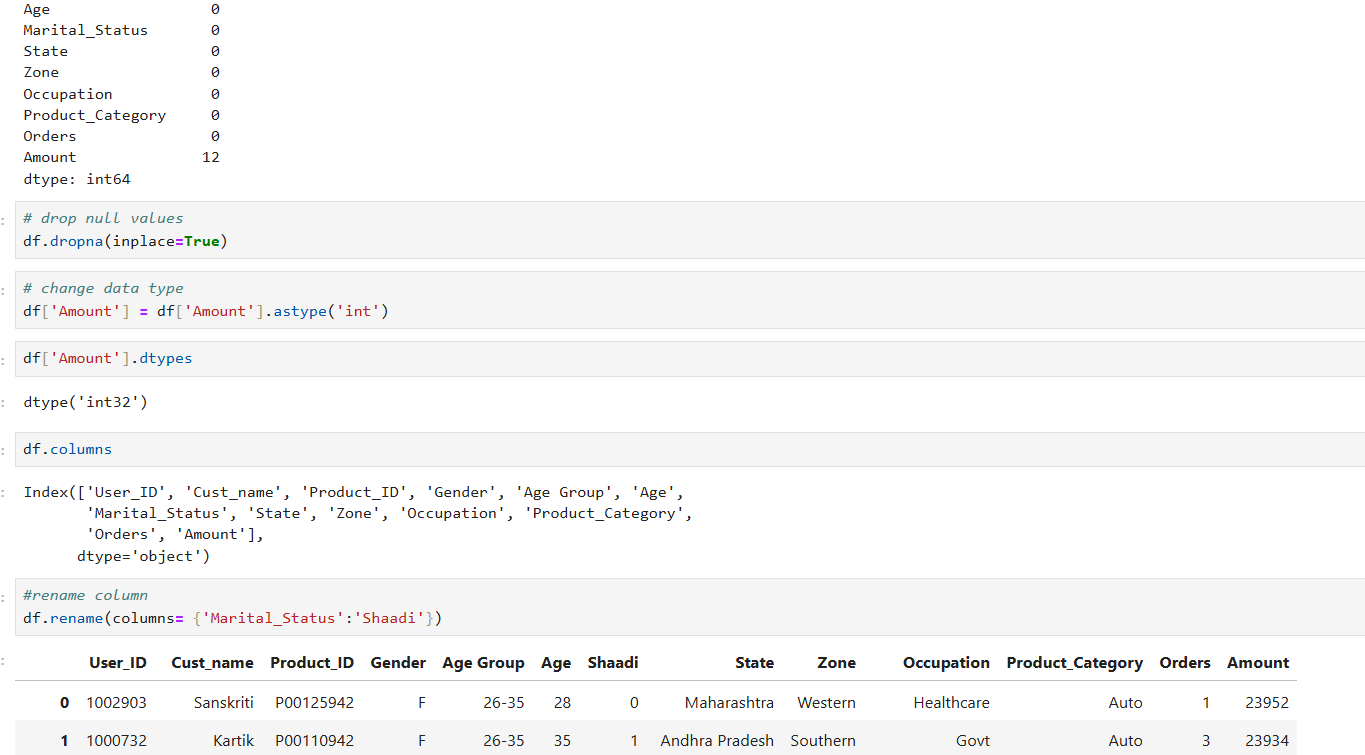 Age 0
Marital_Status 0
State 0
Zone 0
Occupation 0
Product_Category 0
Orders 0
Amount 12
dtype: int64
# drop null values
df.dropna(inplace=True)
# change data type
df['Amount'] = df['Amount'].astype('int')
df['Amount'].dtypes
dtype('int32')
df.columns
Index(['User_ID', 'Cust_name', 'Product_ID', 'Gender', 'Age Group', 'Age',
'Marital_Status', 'State', 'Zone', 'Occupation', 'Product_Category',
'Orders', 'Amount'],
dtype='object')
#rename column
df.rename(columns= {'Marital_Status':'Shaadi'})
User_ID Cust_name Product_ID Gender Age Group Age Shaadi State Zone Occupation Product_Category Orders Amount
0 1002903 Sanskriti P00125942 F 26-35 28 0 Maharashtra Western Healthcare Auto 1 23952
1 1000732 Kartik P00110942 F 26-35 35 1 Andhra Pradesh Southern Govt Auto 3 23934